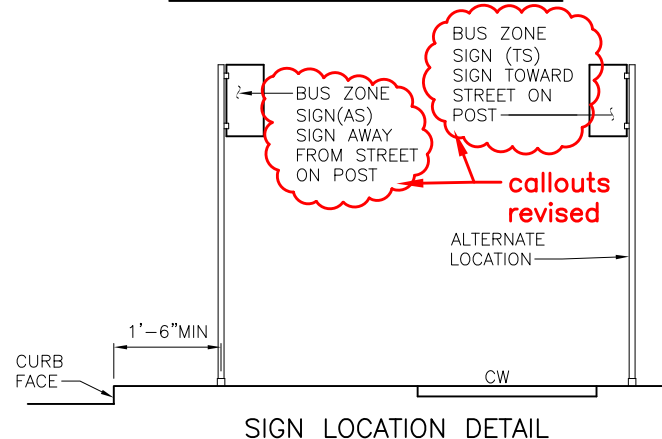 BUS ZONE
SIGN(AS)
SIGN AWAY
FROM STREET
ON POST
BUS ZONE
SIGN (TS)
SIGN TOWARD
STREET ON
POST
callouts
revised
ALTERNATE
LOCATION
1'-6"MIN
CURB
FACE
CW
SIGN LOCATION DETAIL